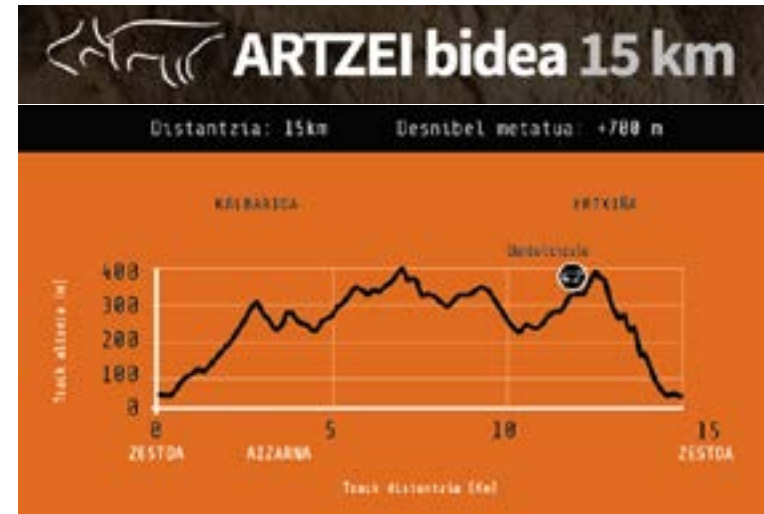 ARTZEI bidea 15 km
Distantzia: 15km Desnibel metatua: +700 m
KALBARIOA
400
300
200
100
0
0 5 10 15
ZESTOA AIZARNA ZESTOA
Track distantzia (Km)